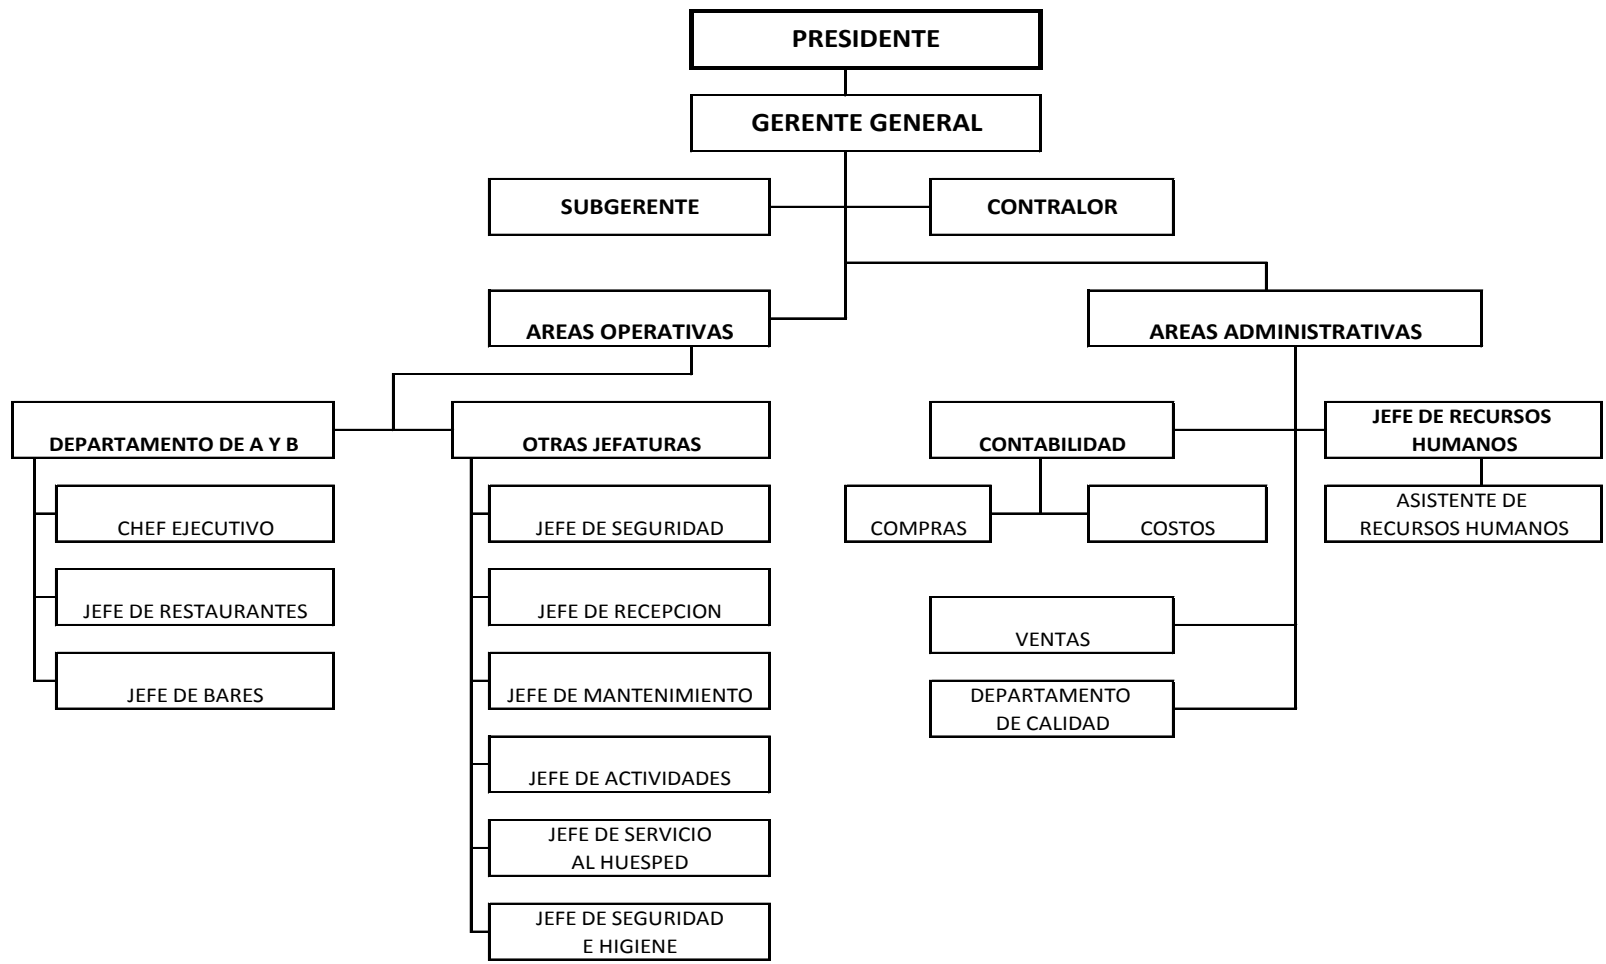 PRESIDENTE
GERENTE GENERAL
SUBGERENTE
CONTRALOR
AREAS OPERATIVAS
AREAS ADMINISTRATIVAS
DEPARTAMENTO DE A Y B
OTRAS JEFATURAS
CONTABILIDAD
JEFE DE RECURSOS
HUMANOS
CHEF EJECUTIVO
JEFE DE SEGURIDAD
COMPRAS
COSTOS
ASISTENTE DE
RECURSOS HUMANOS
JEFE DE RESTAURANTES
JEFE DE RECEPCION
VENTAS
JEFE DE BARES
JEFE DE MANTENIMIENTO
DEPARTAMENTO
DE CALIDAD
JEFE DE ACTIVIDADES
JEFE DE SERVICIO
AL HUESPED
JEFE DE SEGURIDAD
E HIGIENE